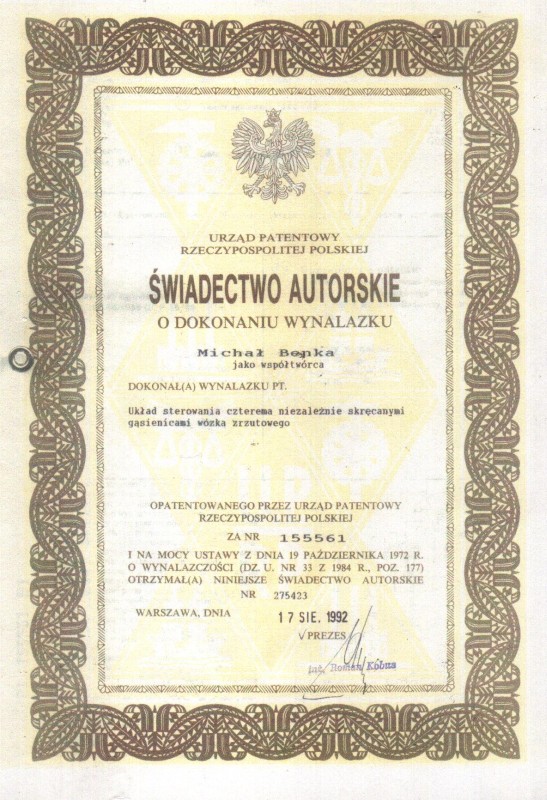 URZĄD PATENTOWY
RZECZYPOSPOLITEJ POLSKIEJ
ŚWIADECTWO AUTORSKIE
O DOKONANIU WYNALAZKU
Michał Bonka
jako współtwórca
DOKONAŁ(A) WYNALAZKU PT.
Układ sterowania czterema niezależnie skręcanymi
gąsienicami wózka zrzutowego
OPATENTOWANEGO PRZEZ URZĄD PATENTOWY
RZECZYPOSPOLITEJ POLSKIEJ
ZA NR 155561
I NA MOCY USTAWY Z DNIA 19 PAŹDZIERNIKA 1972 R.
O WYNALAZCZOŚCI (DZ. U. NR 33 Z 1984 R., POZ. 177)
OTRZYMAŁ(A) NINIEJSZE ŚWIADECTWO AUTORSKIE
NR 275423
WARSZAWA, DNIA 17 SIE. 1992
PREZES
inż. Roman